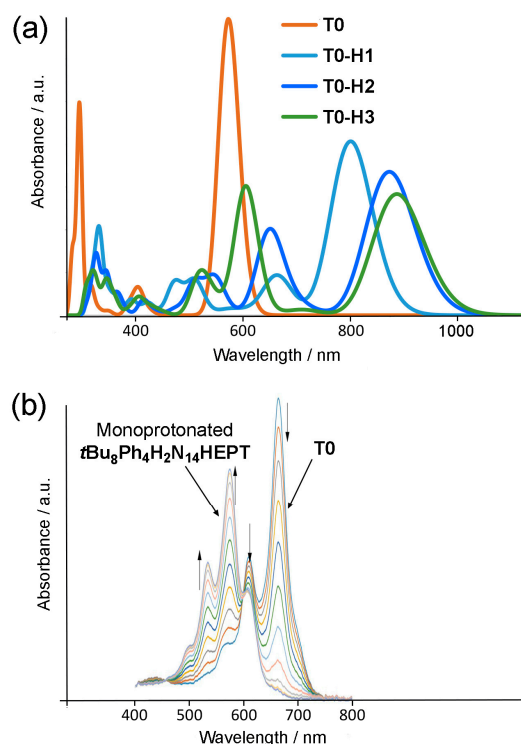 (a)
T0
T0-H1
T0-H2
T0-H3
Absorbance / a.u.
400 600 800 1000
Wavelength / nm
(b)
Monoprotonated
tBu₈Ph₄H₂N₁₄HEPT
T0
Absorbance / a.u.
400 500 600 700 800
Wavelength / nm